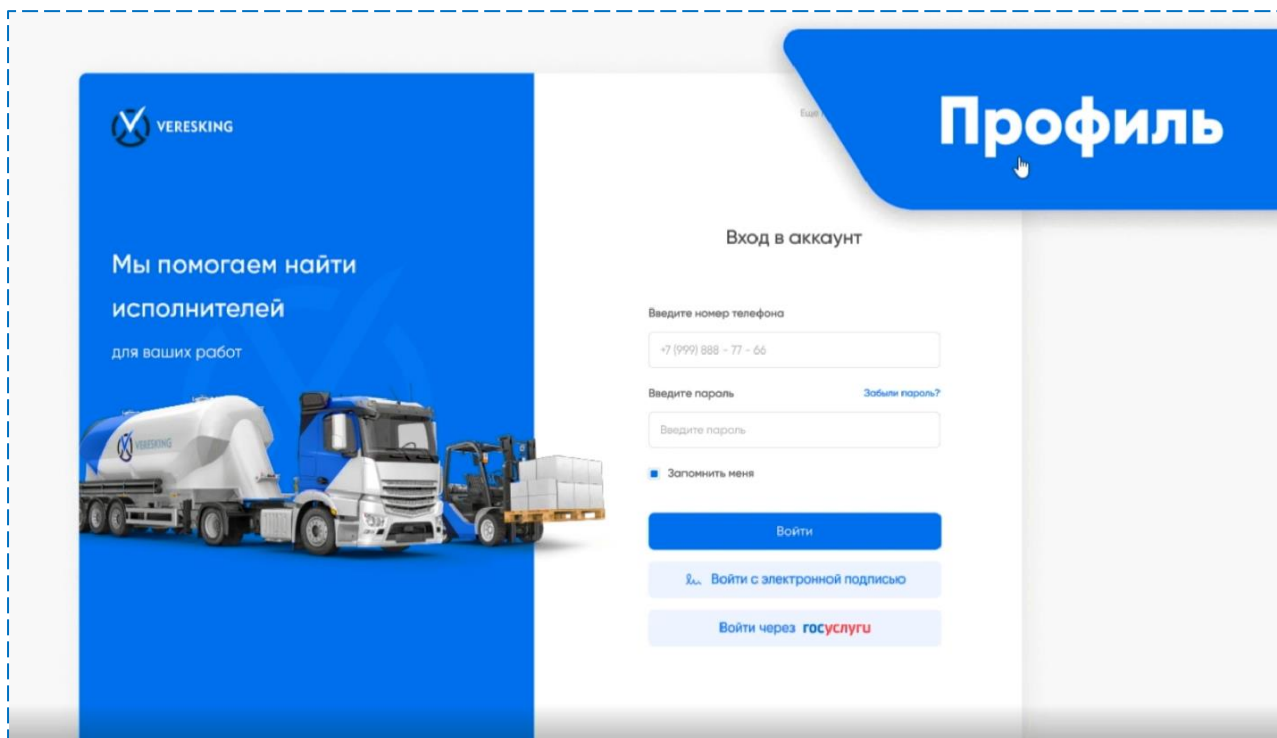 VERESKING
Мы помогаем найти
исполнителей
для ваших работ
VERESKING
Профиль
Вход в аккаунт
Введите номер телефона
+7 (999) 888 - 77 - 66
Введите пароль
Забыли пароль?
Введите пароль
Запомнить меня
Войти
Войти с электронной подписью
Войти через госуслуги